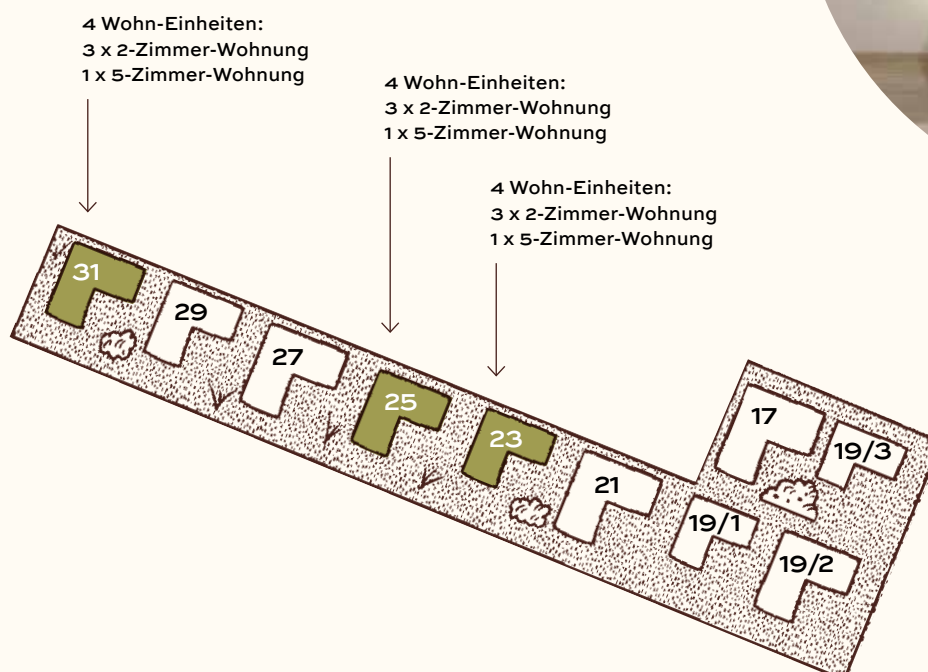 4 Wohn-Einheiten:
3 x 2-Zimmer-Wohnung
1 x 5-Zimmer-Wohnung
4 Wohn-Einheiten:
3 x 2-Zimmer-Wohnung
1 x 5-Zimmer-Wohnung
4 Wohn-Einheiten:
3 x 2-Zimmer-Wohnung
1 x 5-Zimmer-Wohnung
31
29
27
25
23
21
17
19/3
19/1
19/2